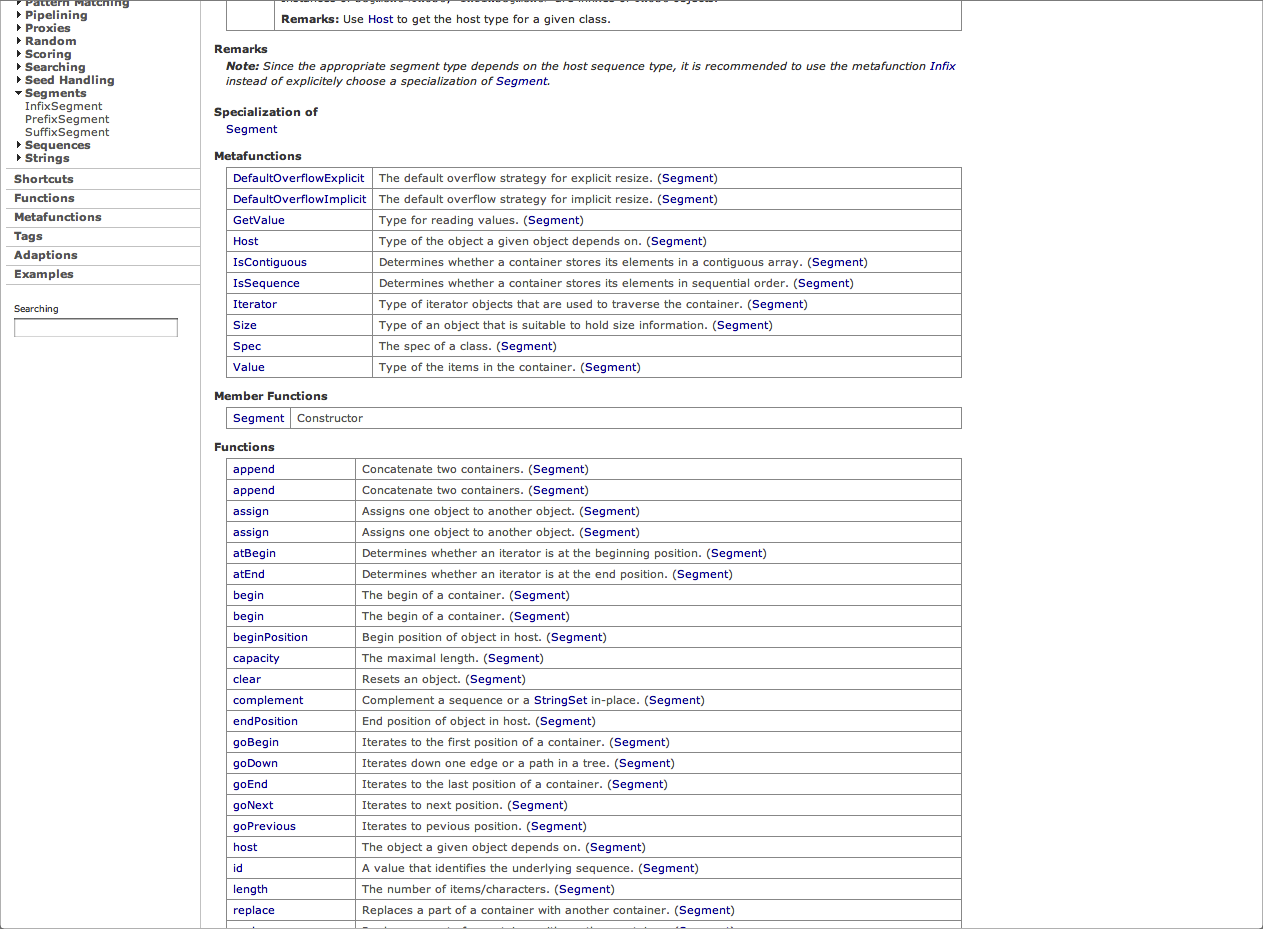 Pattern Matching
Pipelining
Proxies
Random
Scoring
Searching
Seed Handling
Segments
InfixSegment
PrefixSegment
SuffixSegment
Sequences
Strings
Shortcuts
Functions
Metafunctions
Tags
Adaptions
Examples
Searching
Remarks: Use Host to get the host type for a given class.
Remarks
Note: Since the appropriate segment type depends on the host sequence type, it is recommended to use the metafunction Infix
instead of explicitely choose a specialization of Segment.
Specialization of
Segment
Metafunctions
DefaultOverflowExplicit The default overflow strategy for explicit resize. (Segment)
DefaultOverflowImplicit The default overflow strategy for implicit resize. (Segment)
GetValue Type for reading values. (Segment)
Host Type of the object a given object depends on. (Segment)
IsContiguous Determines whether a container stores its elements in a contiguous array. (Segment)
IsSequence Determines whether a container stores its elements in sequential order. (Segment)
Iterator Type of iterator objects that are used to traverse the container. (Segment)
Size Type of an object that is suitable to hold size information. (Segment)
Spec The spec of a class. (Segment)
Value Type of the items in the container. (Segment)
Member Functions
Segment Constructor
Functions
append Concatenate two containers. (Segment)
append Concatenate two containers. (Segment)
assign Assigns one object to another object. (Segment)
assign Assigns one object to another object. (Segment)
atBegin Determines whether an iterator is at the beginning position. (Segment)
atEnd Determines whether an iterator is at the end position. (Segment)
begin The begin of a container. (Segment)
begin The begin of a container. (Segment)
beginPosition Begin position of object in host. (Segment)
capacity The maximal length. (Segment)
clear Resets an object. (Segment)
complement Complement a sequence or a StringSet in-place. (Segment)
endPosition End position of object in host. (Segment)
goBegin Iterates to the first position of a container. (Segment)
goDown Iterates down one edge or a path in a tree. (Segment)
goEnd Iterates to the last position of a container. (Segment)
goNext Iterates to next position. (Segment)
goPrevious Iterates to pevious position. (Segment)
host The object a given object depends on. (Segment)
id A value that identifies the underlying sequence. (Segment)
length The number of items/characters. (Segment)
replace Replaces a part of a container with another container. (Segment)